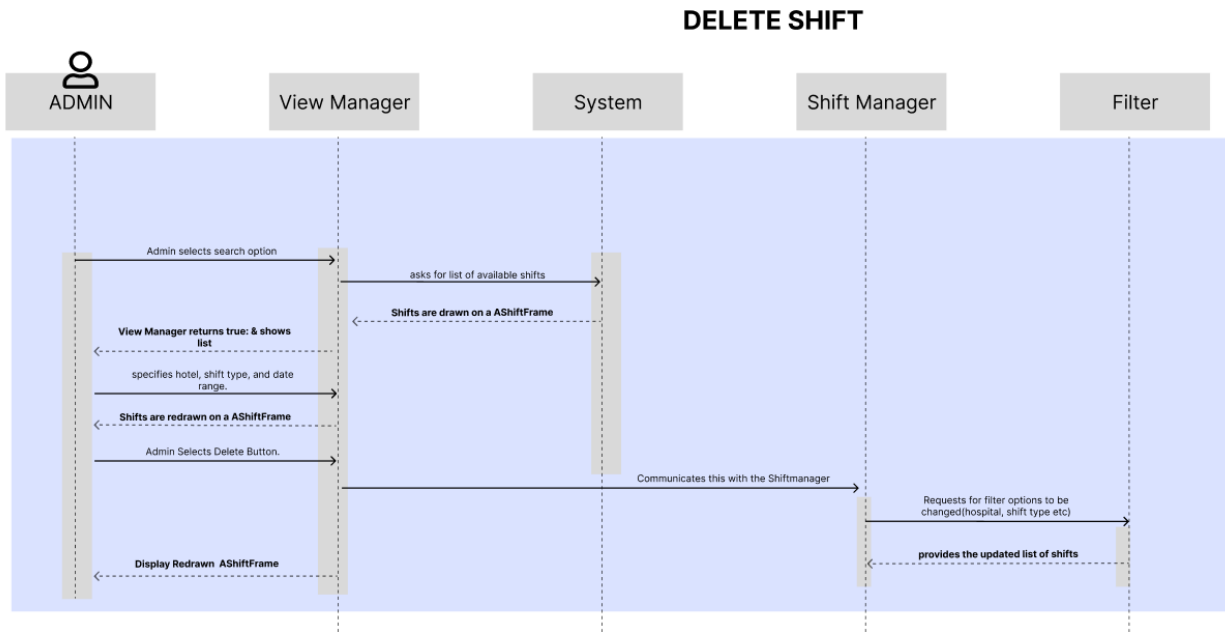 DELETE SHIFT
ADMIN
View Manager
System
Shift Manager
Filter
Admin selects search option
asks for list of available shifts
Shifts are drawn on a AShiftFrame
View Manager returns true: & shows
list
specifies hotel, shift type, and date
range.
Shifts are redrawn on a AShiftFrame
Admin Selects Delete Button.
Communicates this with the Shiftmanager
Requests for filter options to be
changed(hospital, shift type etc)
provides the updated list of shifts
Display Redrawn AShiftFrame